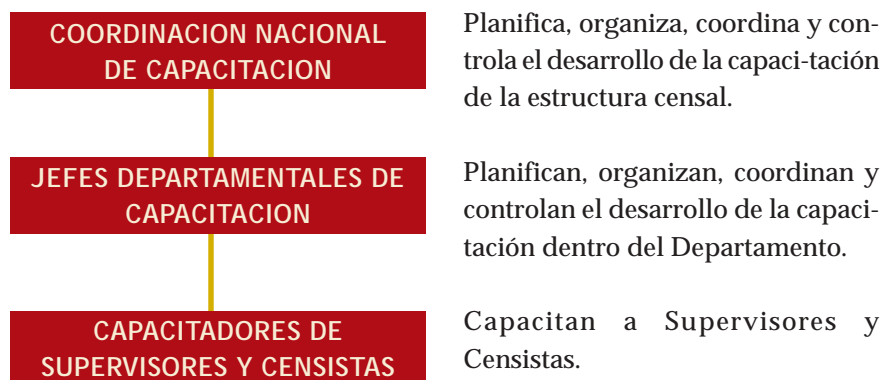 COORDINACION NACIONAL
DE CAPACITACION
Planifica, organiza, coordina y con-
trola el desarrollo de la capaci-tación
de la estructura censal.
JEFES DEPARTAMENTALES DE
CAPACITACION
Planifican, organizan, coordinan y
controlan el desarrollo de la capaci-
tación dentro del Departamento.
CAPACITADORES DE
SUPERVISORES Y CENSISTAS
Capacitan a Supervisores y
Censistas.